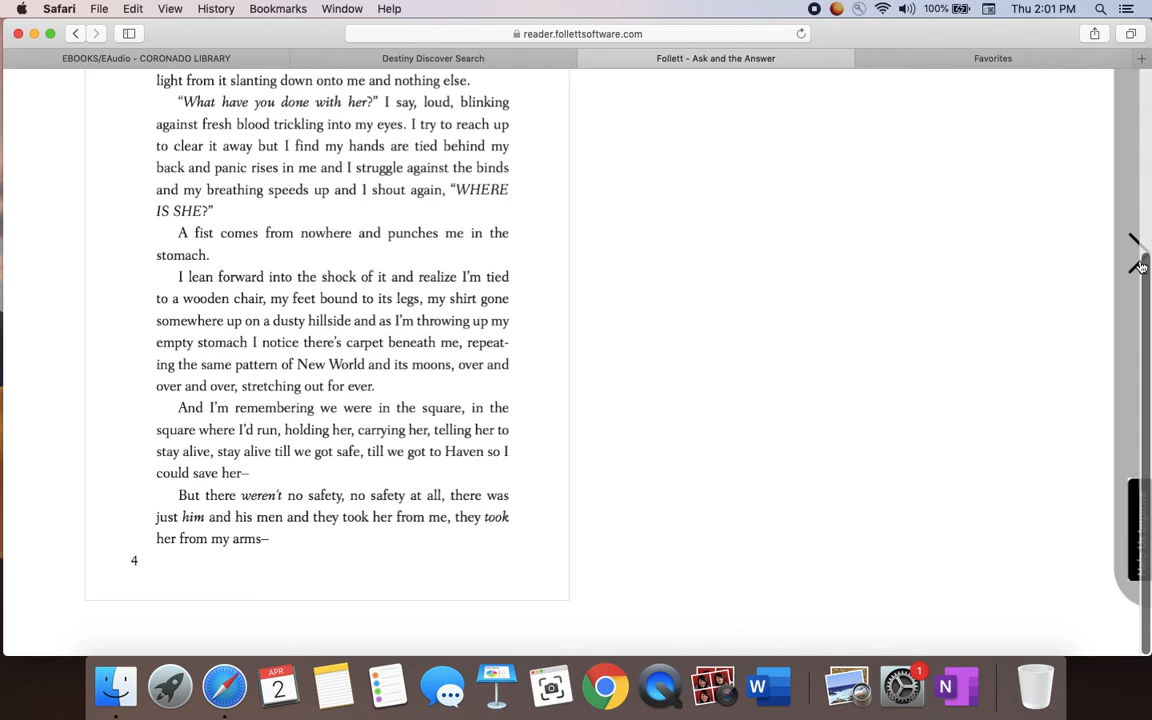 Safari File Edit View History Bookmarks Window Help 100% Thu 2:01 PM
reader.follettsoftware.com
EBOOKS/EAudio - CORONADO LIBRARY Destiny Discover Search Follett - Ask and the Answer Favorites
light from it slanting down onto me and nothing else.
“What have you done with her?” I say, loud, blinking
against fresh blood trickling into my eyes. I try to reach up
to clear it away but I find my hands are tied behind my
back and panic rises in me and I struggle against the binds
and my breathing speeds up and I shout again, “WHERE
IS SHE?”
A fist comes from nowhere and punches me in the
stomach.
I lean forward into the shock of it and realize I’m tied
to a wooden chair, my feet bound to its legs, my shirt gone
somewhere up on a dusty hillside and as I’m throwing up my
empty stomach I notice there’s carpet beneath me, repeat-
ing the same pattern of New World and its moons, over and
over and over, stretching out for ever.
And I’m remembering we were in the square, in the
square where I’d run, holding her, carrying her, telling her to
stay alive, stay alive till we got safe, till we got to Haven so I
could save her–
But there weren’t no safety, no safety at all, there was
just him and his men and they took her from me, they took
her from my arms–
4
APR
2
W
1
N